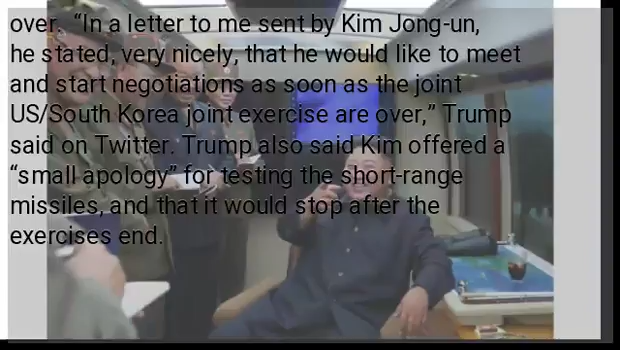 over.  “In a letter to me sent by Kim Jong-un,
he stated, very nicely, that he would like to meet
and start negotiations as soon as the joint
US/South Korea joint exercise are over,” Trump
said on Twitter. Trump also said Kim offered a
“small apology” for testing the short-range
missiles, and that it would stop after the
exercises end.